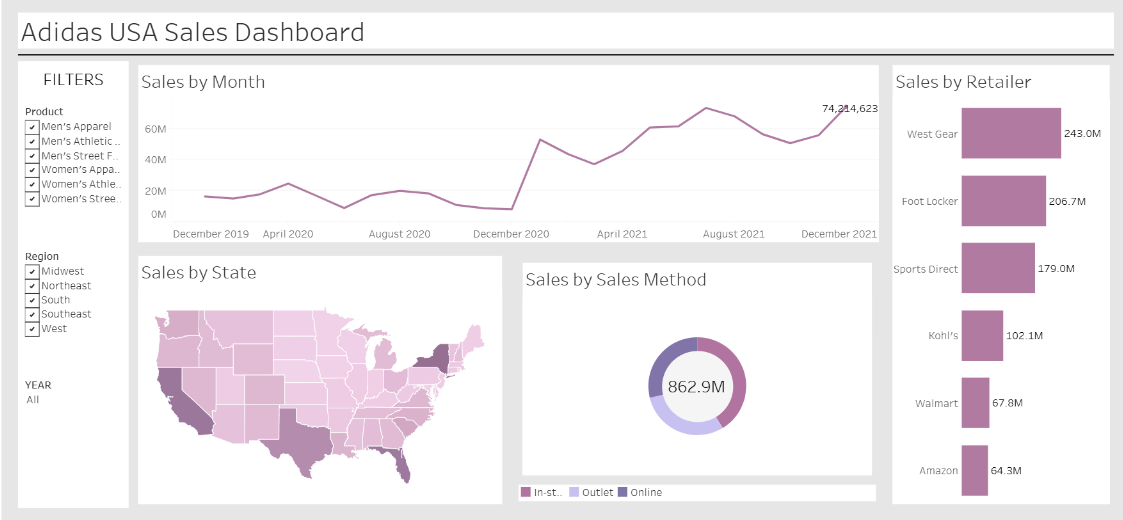 Adidas USA Sales Dashboard
FILTERS
Product
Men's Apparel
Men's Athletic ..
Men's Street F..
Women's Appa..
Women's Athle..
Women's Stree..
Region
Midwest
Northeast
South
Southeast
West
YEAR
All
Sales by Month
74,214,623
60M
40M
20M
0M
December 2019 April 2020 August 2020 December 2020 April 2021 August 2021 December 2021
Sales by State
Sales by Sales Method
862.9M
In-st.. Outlet Online
Sales by Retailer
West Gear 243.0M
Foot Locker 206.7M
Sports Direct 179.0M
Kohl's 102.1M
Walmart 67.8M
Amazon 64.3M